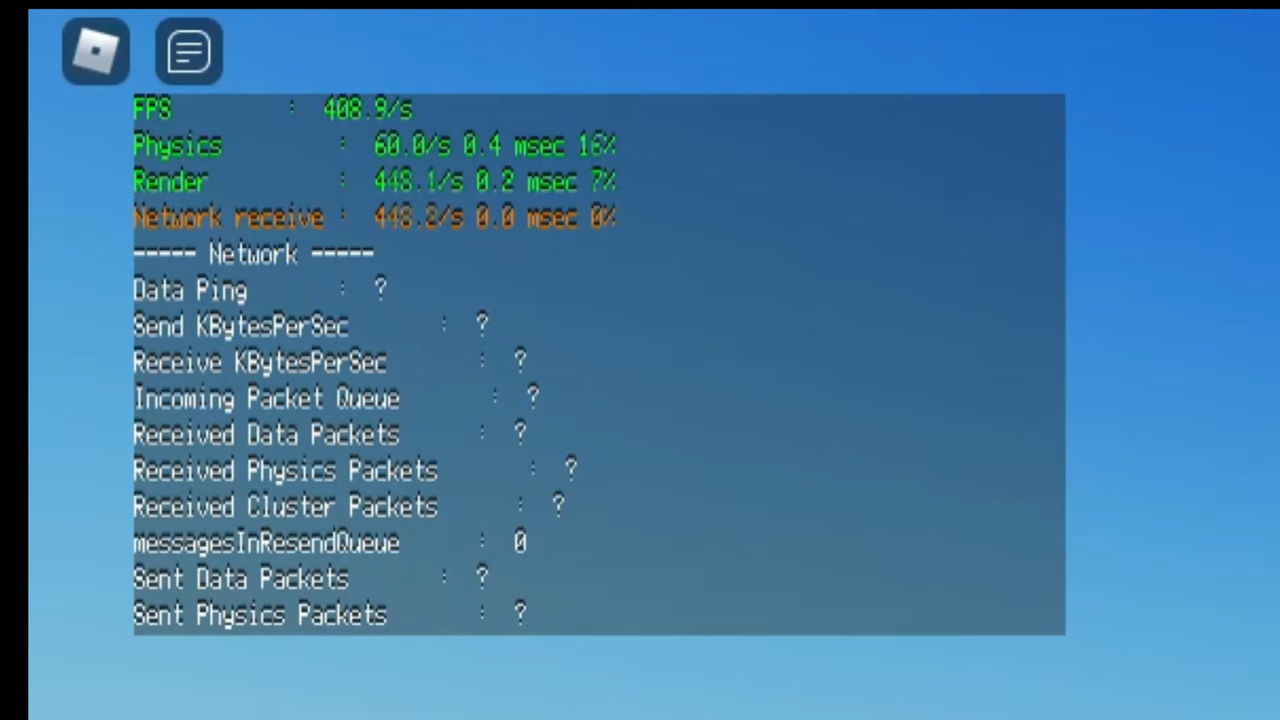 FPS : 408.9/s
Physics : 60.0/s 0.4 msec 16%
Render : 448.1/s 0.2 msec 7%
Network receive : 448.2/s 0.0 msec 0%
----- Network -----
Data Ping : ?
Send KBytesPerSec : ?
Receive KBytesPerSec : ?
Incoming Packet Queue : ?
Received Data Packets : ?
Received Physics Packets : ?
Received Cluster Packets : ?
messagesInResendQueue : 0
Sent Data Packets : ?
Sent Physics Packets : ?